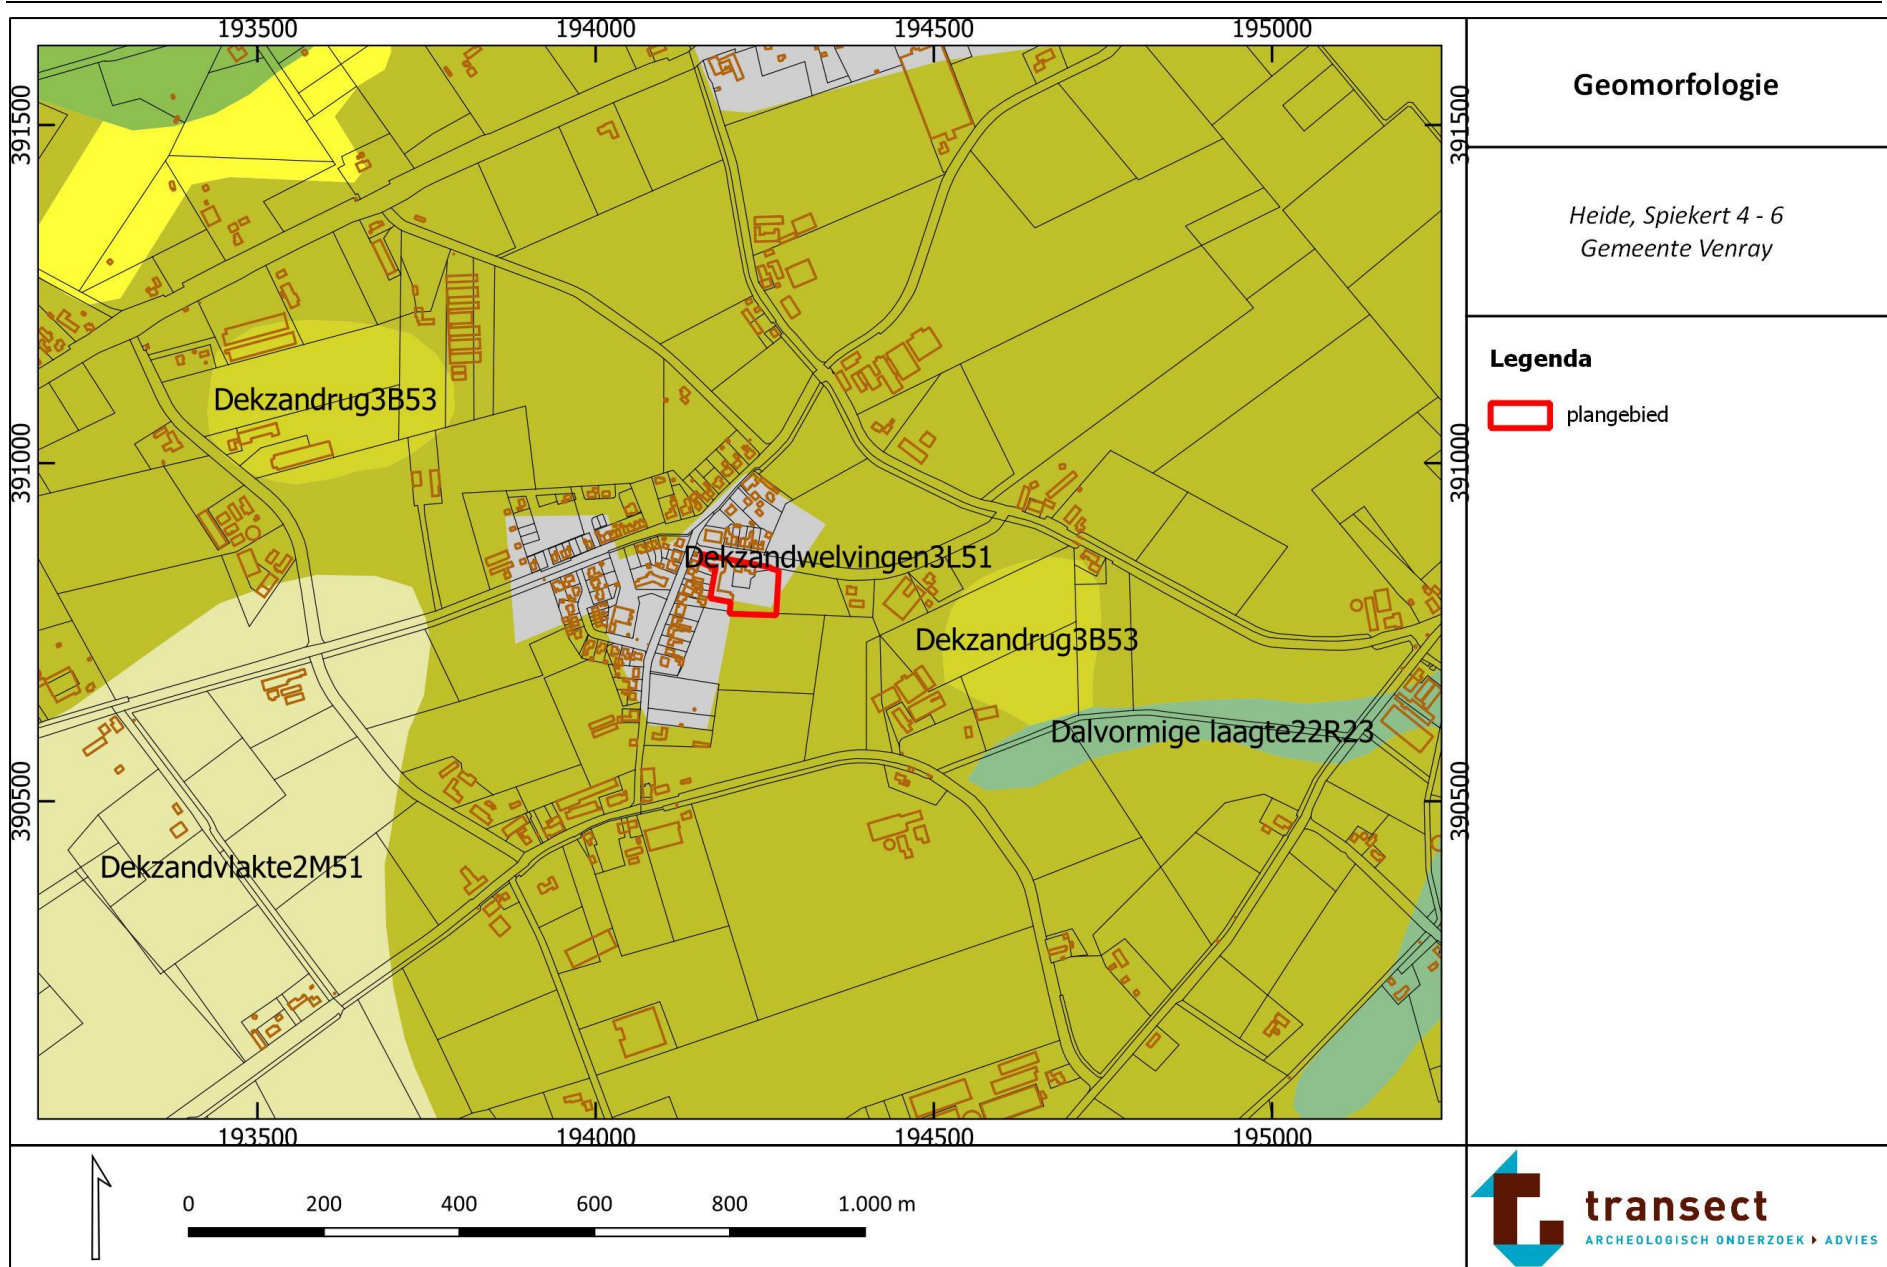 193500 194000 194500 195000
391500 391500
391000 391000
390500 390500
Dekzandrug3B53
Dekzandwelvingen3L51
Dekzandrug3B53
Dalvormige laagte22R23
Dekzandvlakte2M51
193500 194000 194500 195000
0 200 400 600 800 1.000 m
Geomorfologie
Heide, Spiekert 4 - 6
Gemeente Venray
Legenda
plangebied
transect
ARCHEOLOGISCH ONDERZOEK ADVIES